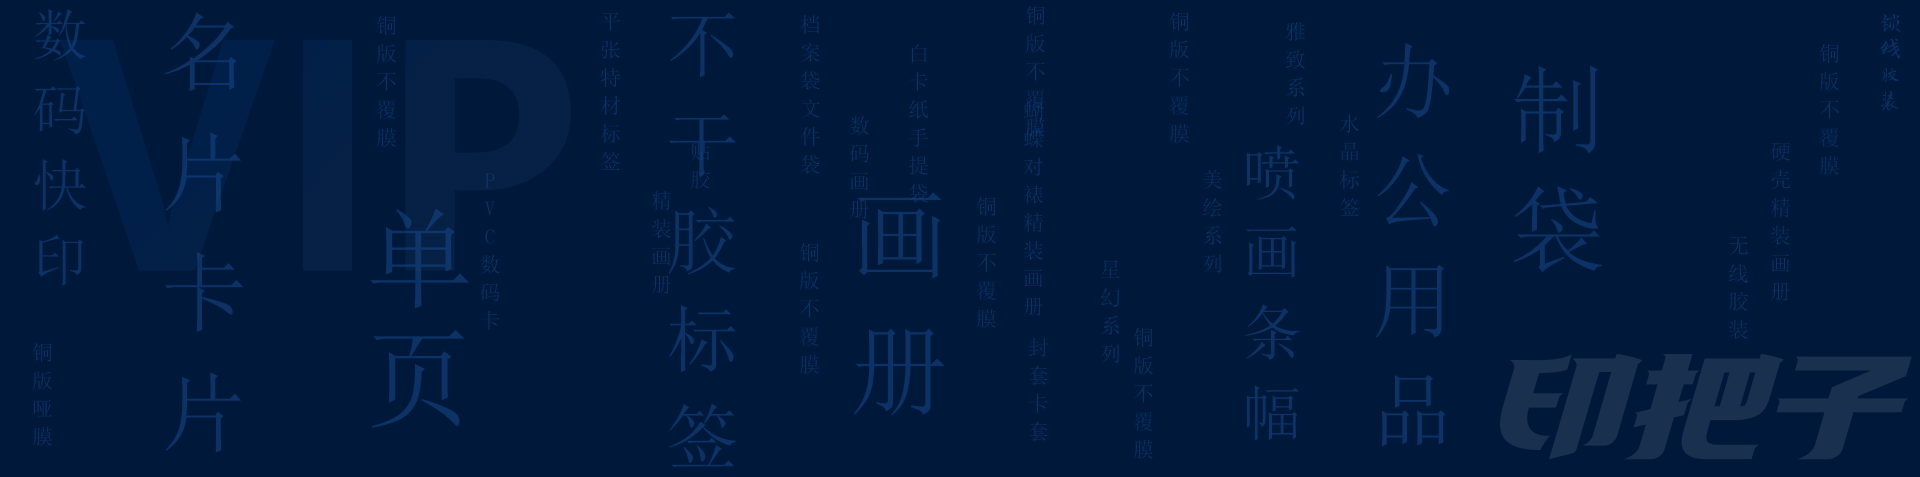 数码快印
铜版哑膜
VIP
名片卡片
铜版不覆膜
单页
PVC数码卡
平张特材标签
精装画册
不干胶标签
贴胶
档案袋文件袋
铜版不覆膜
数码画册
画册
白卡纸手提袋
铜版不覆膜
铜版不覆膜
蝴蝶对裱精装画册
封套卡套
星幻系列
铜版不覆膜
铜版不覆膜
美绘系列
喷画条幅
雅致系列
水晶标签
办公用品
制袋
无线胶装
硬壳精装画册
铜版不覆膜
锁线胶装
印把子